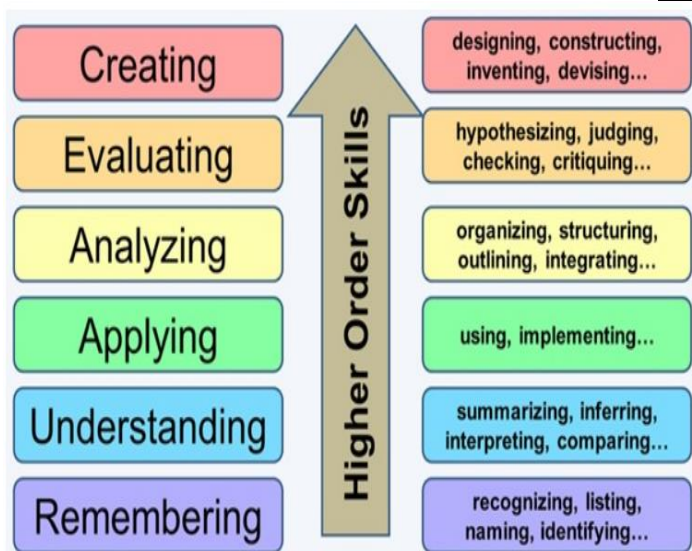 Creating
designing, constructing,
inventing, devising…
Evaluating
hypothesizing, judging,
checking, critiquing…
Analyzing
organizing, structuring,
outlining, integrating…
Applying
using, implementing…
Understanding
summarizing, inferring,
interpreting, comparing…
Remembering
recognizing, listing,
naming, identifying…
Higher Order Skills